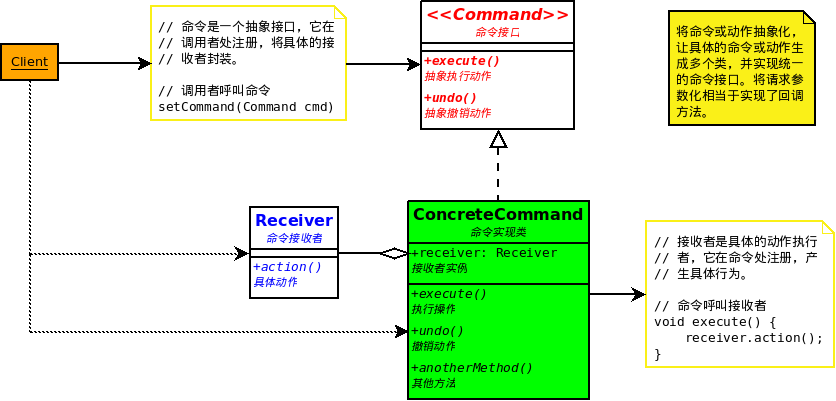 Client
// 命令是一个抽象接口，它在
// 调用者处注册，将具体的接
// 收者封装。
// 调用者呼叫命令
setCommand(Command cmd)
<<Command>>
命令接口
+execute()
抽象执行动作
+undo()
抽象撤销动作
将命令或动作抽象化，
让具体的命令或动作生
成多个类，并实现统一
的命令接口。将请求参
数化相当于实现了回调
方法。
Receiver
命令接收者
+action()
具体动作
ConcreteCommand
命令实现类
+receiver: Receiver
接收者实例
+execute()
执行操作
+undo()
撤销动作
+anotherMethod()
其他方法
// 接收者是具体的动作执行
// 者，它在命令处注册，产
// 生具体行为。
// 命令呼叫接收者
void execute() {
receiver.action();
}